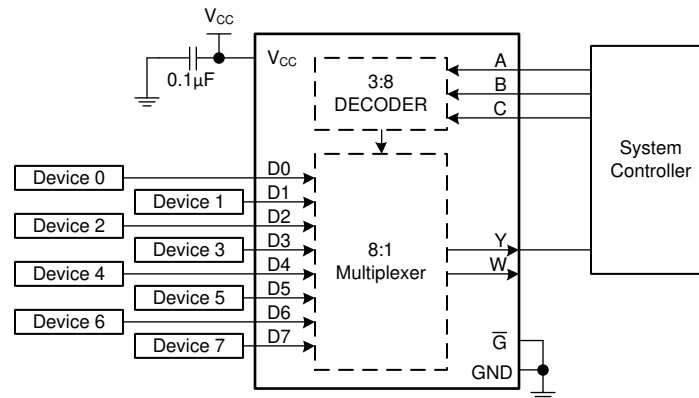 VCC
VCC
0.1µF
3:8
DECODER
A
B
C
System
Controller
Device 0
D0
Device 1
D1
Device 2
D2
Device 3
D3
Device 4
D4
Device 5
D5
Device 6
D6
Device 7
D7
8:1
Multiplexer
Y
W
G̅
GND